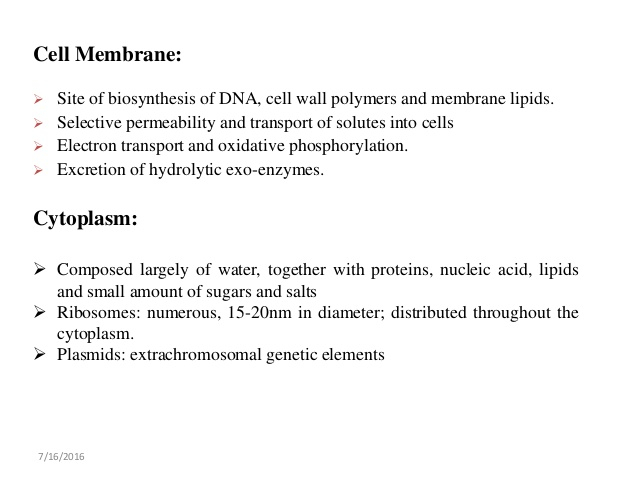 Cell Membrane:
Site of biosynthesis of DNA, cell wall polymers and membrane lipids.
Selective permeability and transport of solutes into cells
Electron transport and oxidative phosphorylation.
Excretion of hydrolytic exo-enzymes.
Cytoplasm:
Composed largely of water, together with proteins, nucleic acid, lipids
and small amount of sugars and salts
Ribosomes: numerous, 15-20nm in diameter; distributed throughout the
cytoplasm.
Plasmids: extrachromosomal genetic elements
7/16/2016